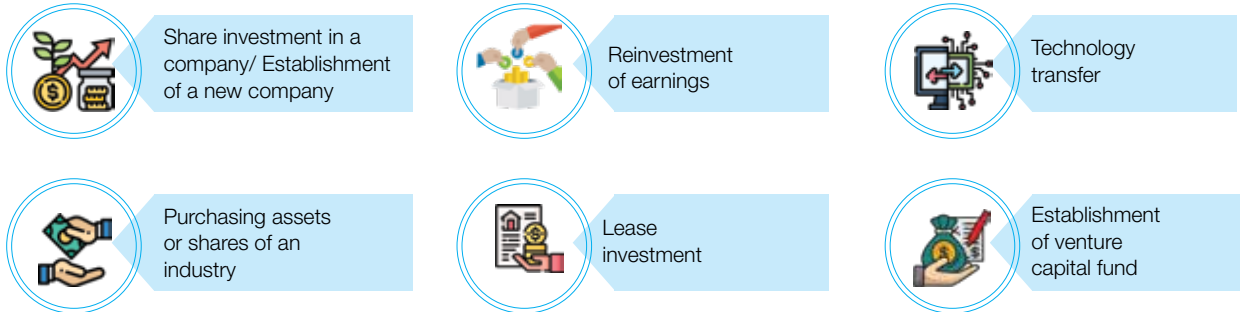 Share investment in a
company/ Establishment
of a new company
Reinvestment
of earnings
Technology
transfer
Purchasing assets
or shares of an
industry
Lease
investment
Establishment
of venture
capital fund